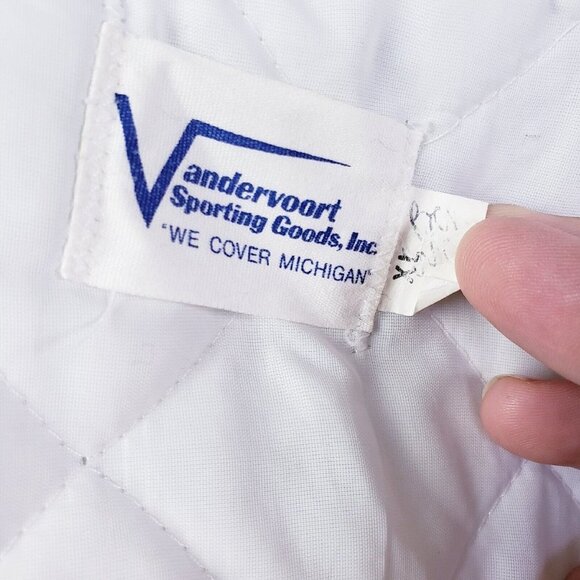 Vandervoort
Sporting Goods, Inc.
"WE COVER MICHIGAN"